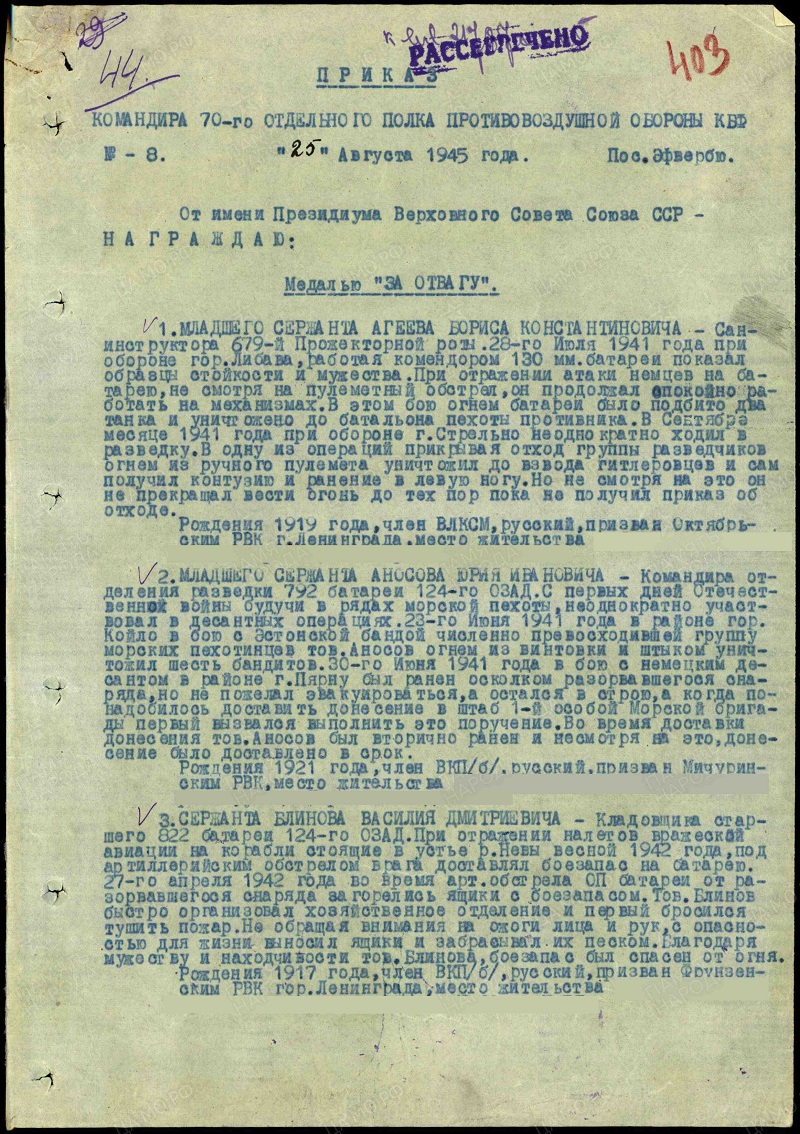 29
44.
РАССЕКРЕЧЕНО
403
ПРИКАЗ
КОМАНДИРА 70-го ОТДЕЛЬНОГО ПОЛКА ПРОТИВОВОЗДУШНОЙ ОБОРОНЫ КБФ
№ - 8. "25" Августа 1945 года. Пос.Эфвербю.
От имени Президиума Верховного Совета Союза ССР -
НАГРАЖДАЮ:
Медалью "ЗА ОТВАГУ".
1.МЛАДШЕГО СЕРЖАНТА АГЕЕВА БОРИСА КОНСТАНТИНОВИЧА - Сан-
инструктора 679-й Прожекторной роты.28-го Июля 1941 года при
обороне гор.Либава,работая комендором 130 мм.батареи показал
образцы стойкости и мужества.При отражении атаки немцев на ба-
тарею,не смотря на пулеметный обстрел,он продолжал спокойно ра-
ботать на механизмах.В этом бою огнем батареи было подбито два
танка и уничтожено до батальона пехоты противника.В Сентябре
месяце 1941 года при обороне г.Стрельно неоднократно ходил в
разведку.В одну из операций прикрывая отход группы разведчиков
огнем из ручного пулемета уничтожил до взвода гитлеровцев и сам
получил контузию и ранение в левую ногу.Но не смотря на это он
не прекращал вести огонь до тех пор пока не получил приказ об
отходе.
Рождения 1919 года,член ВЛКСМ,русский,призван Октябрь-
ским РВК г.Ленинграда.место жительства
2.МЛАДШЕГО СЕРЖАНТА АНОСОВА ЮРИЯ ИВАНОВИЧА - Командира от-
деления разведки 792 батареи 124-го ОЗАД.С первых дней Отечест-
венной войны будучи в рядах морской пехоты,неоднократно участ-
вовал в десантных операциях.23-го Июня 1941 года в районе гор.
Койло в бою с Эстонской бандой численно превосходившей группу
морских пехотинцев тов.Аносов огнем из винтовки и штыком унич-
тожил шесть бандитов.30-го Июня 1941 года в бою с немецким де-
сантом в районе г.Пярну был ранен осколком разорвавшегося сна-
ряда,но не пожелал эвакуироваться,а остался в строю,а когда по-
надобилось доставить донесение в штаб 1-й особой Морской брига-
ды первый вызвался выполнить это поручение.Во время доставки
донесения тов.Аносов был вторично ранен и несмотря на это,доне-
сение было доставлено в срок.
Рождения 1921 года,член ВКП/б/.русский.призван Мичурин-
ским РВК,место жительства
3.СЕРЖАНТА БЛИНОВА ВАСИЛИЯ ДМИТРИЕВИЧА - Кладовщика стар-
шего 822 батареи 124-го ОЗАД.При отражении налетов вражеской
авиации на корабли стоящие в устье р.Невы весной 1942 года,под
артиллерийским обстрелом врага доставлял боезапас на батарею.
27-го апреля 1942 года во время арт.обстрела ОП батареи от ра-
зорвавшегося снаряда загорелись ящики с боезапасом.Тов.Блинов
быстро организовал хозяйственное отделение и первый бросился
тушить пожар.Не обращая внимания на ожоги лица и рук,с опасно-
стью для жизни выносил ящики и забрасывал их песком.Благодаря
мужеству и находчивости тов.Блинова,боезапас был спасен от огня.
Рождения 1917 года,член ВКП/б/,русский,призван Фрунзен-
ским РВК гор.Ленинграда,место жительства